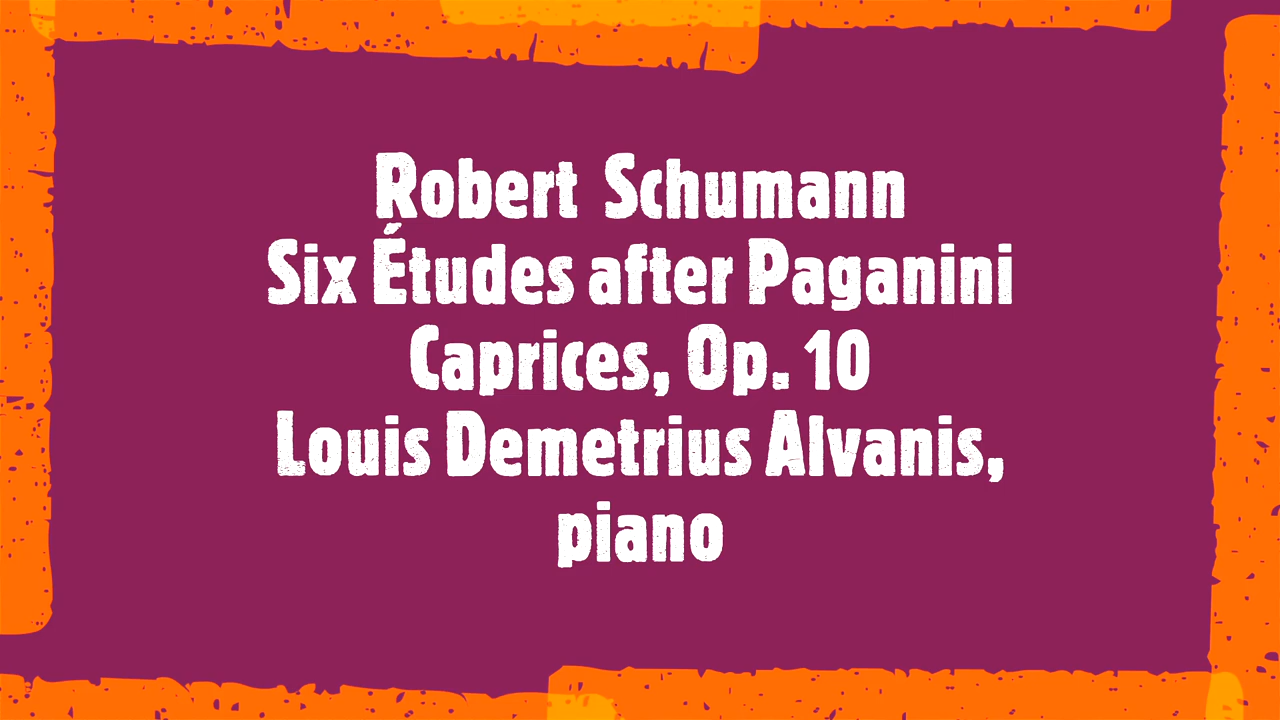 Robert Schumann
Six Études after Paganini
Caprices, Op. 10
Louis Demetrius Alvanis,
piano